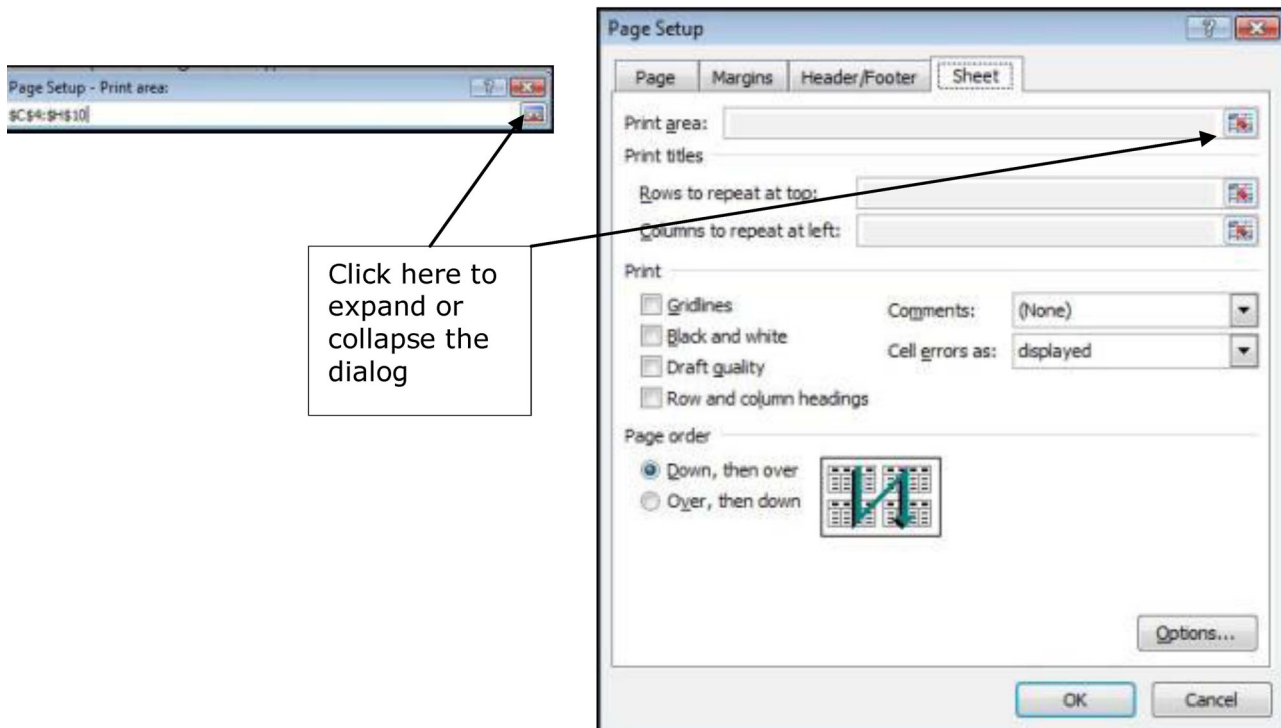 Page Setup - Print area:
$C$4:$H$10
Click here to
expand or
collapse the
dialog
Page Setup
Page Margins Header/Footer Sheet
Print area:
Print titles
Rows to repeat at top:
Columns to repeat at left:
Print
Gridlines
Black and white
Draft quality
Row and column headings
Comments: (None)
Cell errors as: displayed
Page order
Down, then over
Over, then down
Options...
OK Cancel